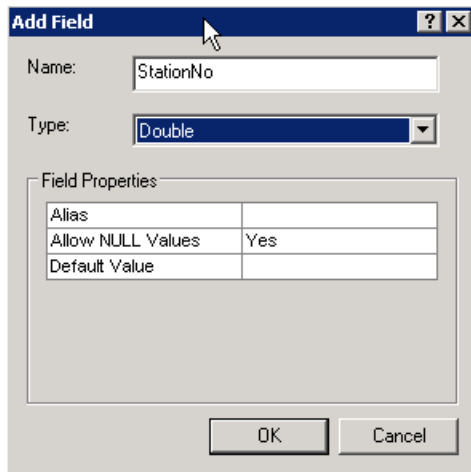 Add Field
Name: StationNo
Type: Double
Field Properties
Alias
Allow NULL Values Yes
Default Value
OK Cancel